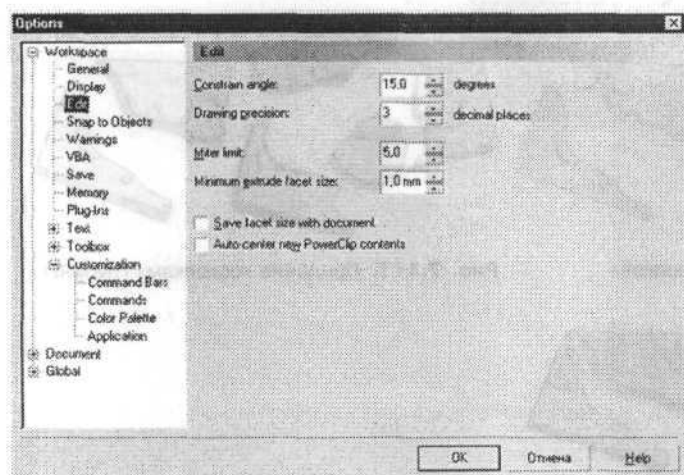 Options
Workspace
General
Display
Edit
Snap to Objects
Warnings
VBA
Save
Memory
Plug-Ins
Text
Toolbox
Customization
Command Bars
Commands
Color Palette
Application
Document
Global
Edit
Constrain angle: 15.0 degrees
Drawing precision: 3 decimal places
Miter limit: 5,0
Minimum extrude facet size: 1,0 mm
Save facet size with document
Auto-center new PowerClip contents
OK Отмена Help